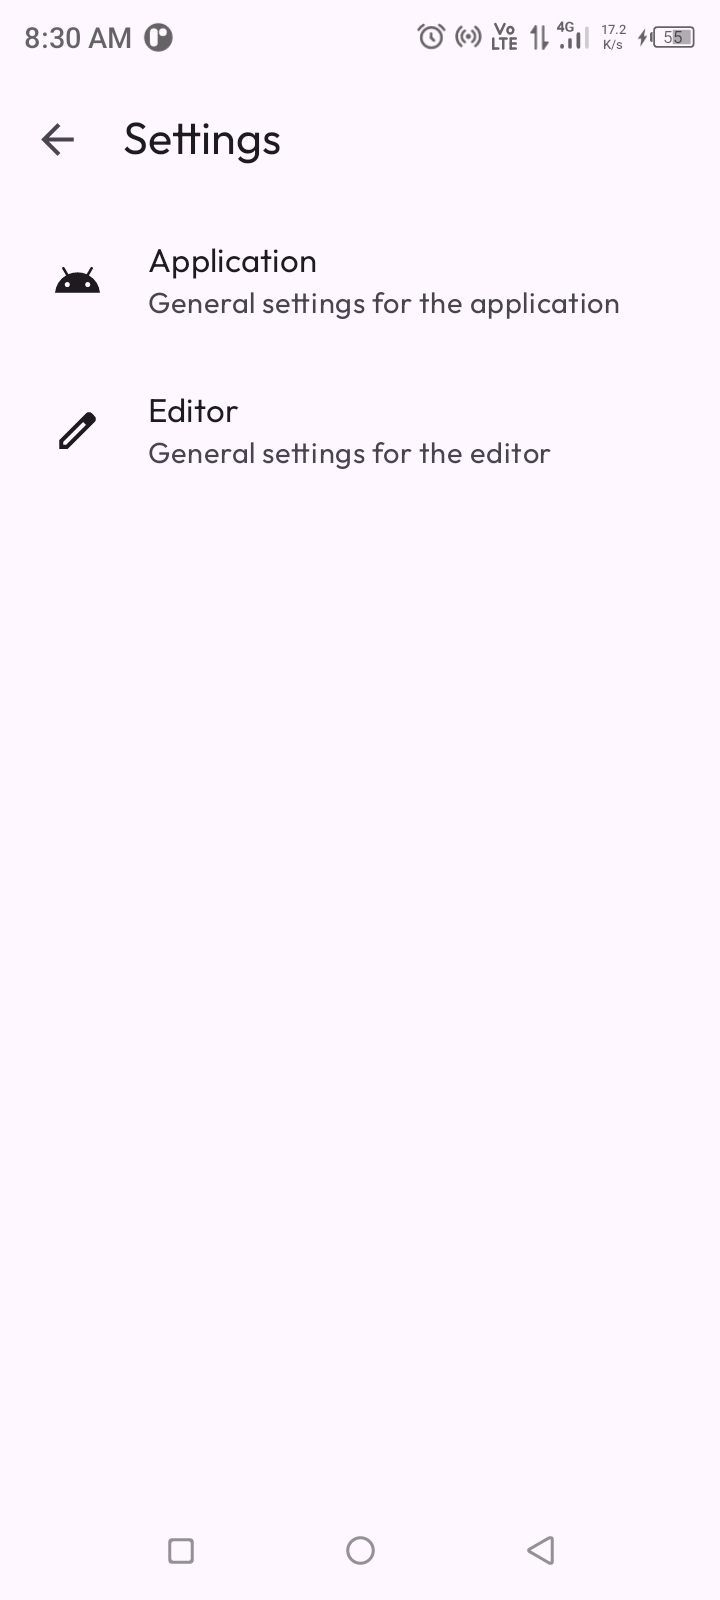 8:30 AM
Vo
LTE
4G
17.2
K/s
55
Settings
Application
General settings for the application
Editor
General settings for the editor